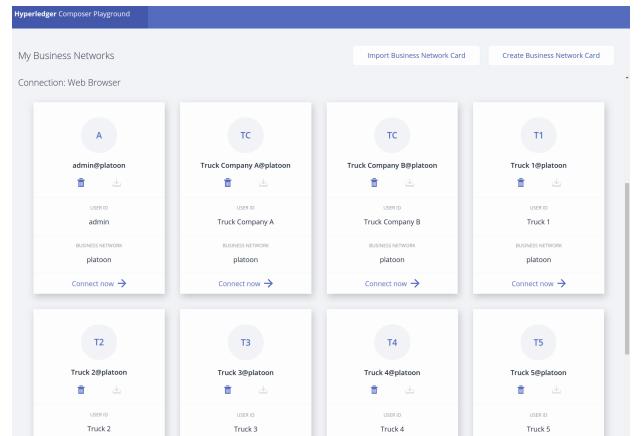 Hyperledger Composer Playground
My Business Networks
Import Business Network Card
Create Business Network Card
Connection: Web Browser
A
TC
TC
T1
admin@platoon
Truck Company A@platoon
Truck Company B@platoon
Truck 1@platoon
USER ID
USER ID
USER ID
USER ID
admin
Truck Company A
Truck Company B
Truck 1
BUSINESS NETWORK
BUSINESS NETWORK
BUSINESS NETWORK
BUSINESS NETWORK
platoon
platoon
platoon
platoon
Connect now
Connect now
Connect now
Connect now
T2
T3
T4
T5
Truck 2@platoon
Truck 3@platoon
Truck 4@platoon
Truck 5@platoon
USER ID
USER ID
USER ID
USER ID
Truck 2
Truck 3
Truck 4
Truck 5